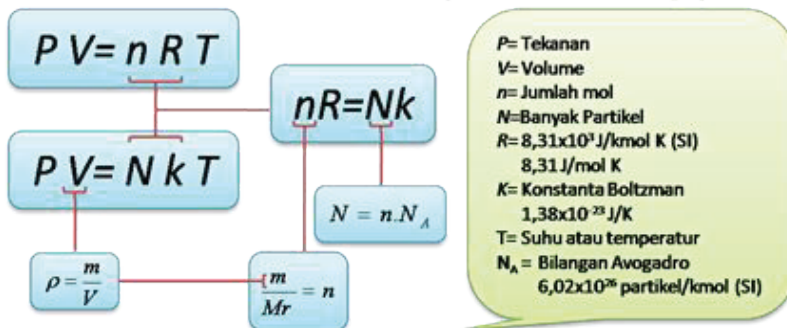 P V= n R T
nR=Nk
P V= N k T
N = n.N_A
ρ = m/V
m/Mr = n
P= Tekanan
V= Volume
n= Jumlah mol
N=Banyak Partikel
R= 8,31x10³ J/kmol K (SI)
8,31 J/mol K
K= Konstanta Boltzman
1,38x10⁻²³ J/K
T= Suhu atau temperatur
N_A = Bilangan Avogadro
6,02x10²⁶ partikel/kmol (SI)